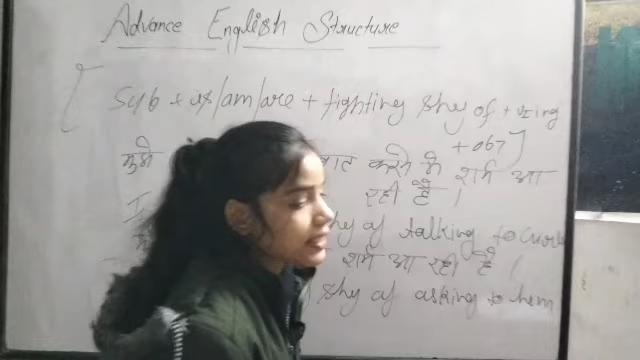 Advance English Structure
[ Sub + is/am/are + fighting shy of + v ing
+ obj ]
मुझे बात करने में शर्म आ
रही है ।
I shy of talking to
शर्म आ रही है ।
shy of asking to hem